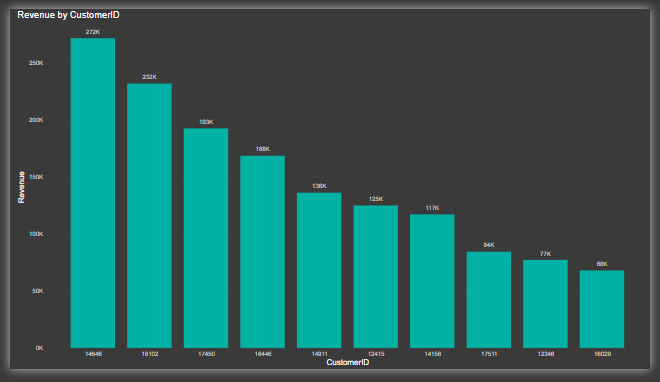 Revenue by CustomerID
272K
232K
193K
168K
136K
125K
117K
84K
77K
68K
250K
200K
150K
100K
50K
0K
Revenue
14646 18102 17450 16446 14911 12415 14156 17511 12346 16029
CustomerID